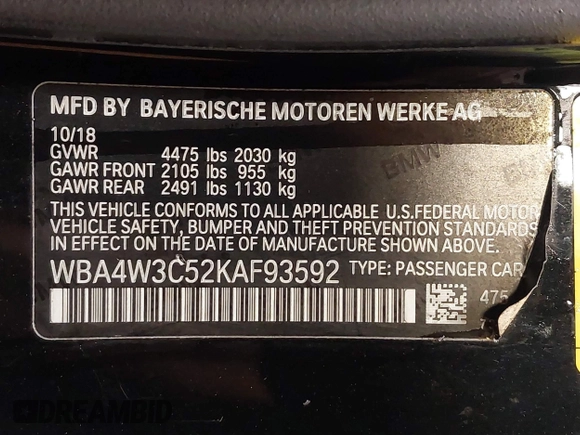 MFD BY BAYERISCHE MOTOREN WERKE AG
10/18
GVWR 4475 lbs 2030 kg
GAWR FRONT 2105 lbs 955 kg
GAWR REAR 2491 lbs 1130 kg
THIS VEHICLE CONFORMS TO ALL APPLICABLE U.S.FEDERAL MOTOR
VEHICLE SAFETY, BUMPER AND THEFT PREVENTION STANDARDS
IN EFFECT ON THE DATE OF MANUFACTURE SHOWN ABOVE.
WBA4W3C52KAF93592 TYPE: PASSENGER CAR
475
BMW
DREAMBID